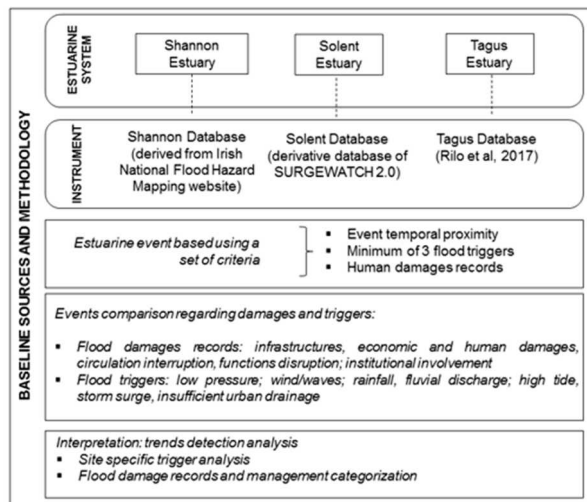 BASELINE SOURCES AND METHODOLOGY
ESTUARINE
SYSTEM
Shannon
Estuary
Solent
Estuary
Tagus
Estuary
INSTRUMENT
Shannon Database
(derived from Irish
National Flood Hazard
Mapping website)
Solent Database
(derivative database of
SURGEWATCH 2.0)
Tagus Database
(Rilo et al, 2017)
Estuarine event based using a
set of criteria
▪ Event temporal proximity
▪ Minimum of 3 flood triggers
▪ Human damages records
Events comparison regarding damages and triggers:
▪ Flood damages records: infrastructures, economic and human damages,
circulation interruption, functions disruption; institutional involvement
▪ Flood triggers: low pressure; wind/waves; rainfall, fluvial discharge; high tide,
storm surge, insufficient urban drainage
Interpretation: trends detection analysis
▪ Site specific trigger analysis
▪ Flood damage records and management categorization